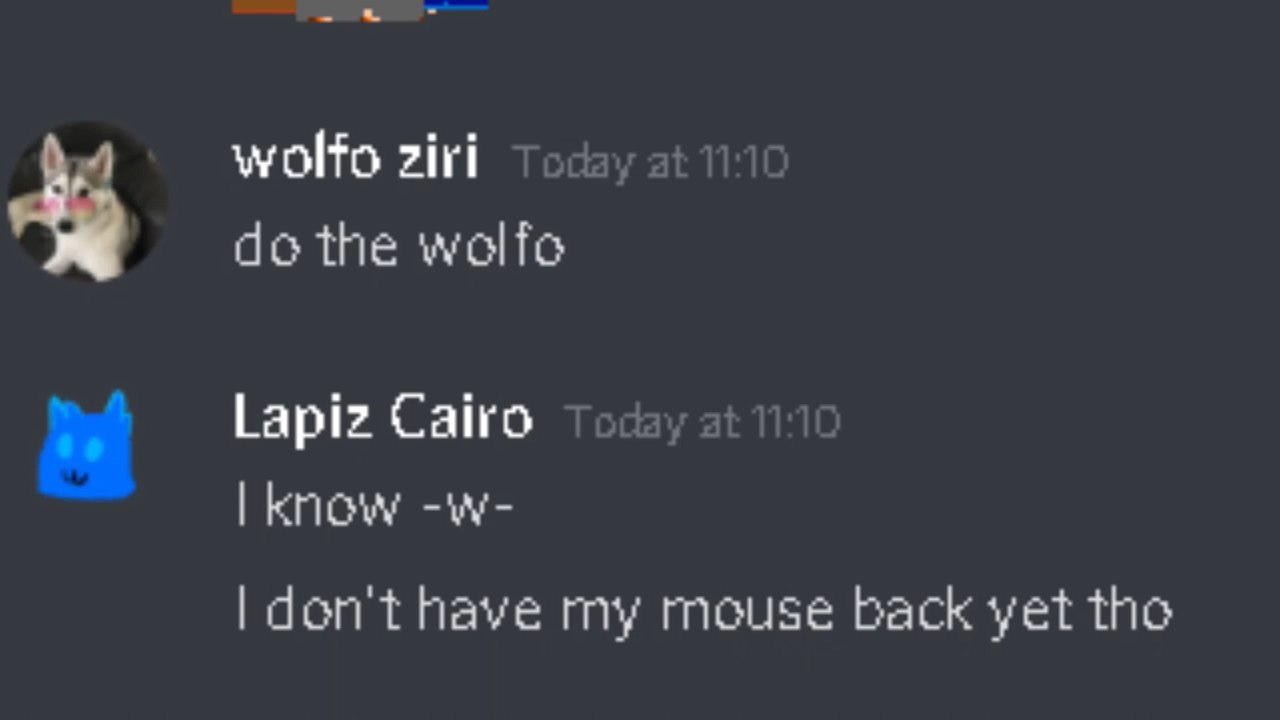 wolfo ziri Today at 11:10
do the wolfo
Lapiz Cairo Today at 11:10
I know -w-
I don't have my mouse back yet tho